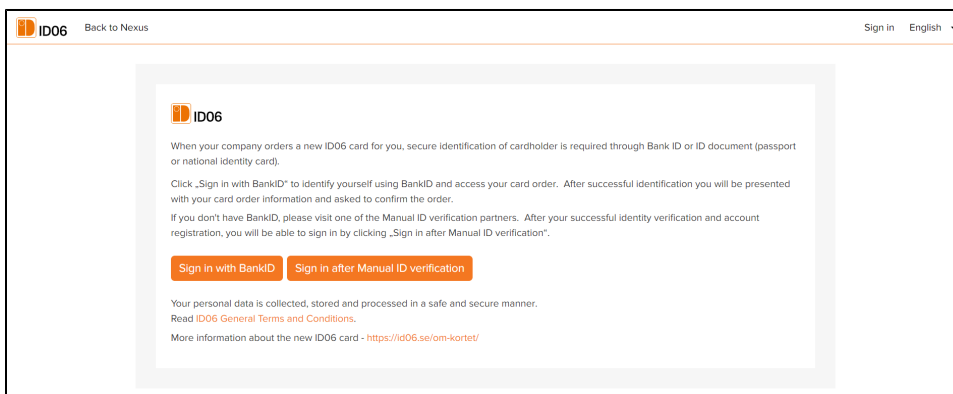 ID06 Back to Nexus Sign in English
ID06
When your company orders a new ID06 card for you, secure identification of cardholder is required through Bank ID or ID document (passport
or national identity card).
Click „Sign in with BankID“ to identify yourself using BankID and access your card order. After successful identification you will be presented
with your card order information and asked to confirm the order.
If you don't have BankID, please visit one of the Manual ID verification partners. After your successful identity verification and account
registration, you will be able to sign in by clicking „Sign in after Manual ID verification“.
Sign in with BankID Sign in after Manual ID verification
Your personal data is collected, stored and processed in a safe and secure manner.
Read ID06 General Terms and Conditions.
More information about the new ID06 card - https://id06.se/om-kortet/